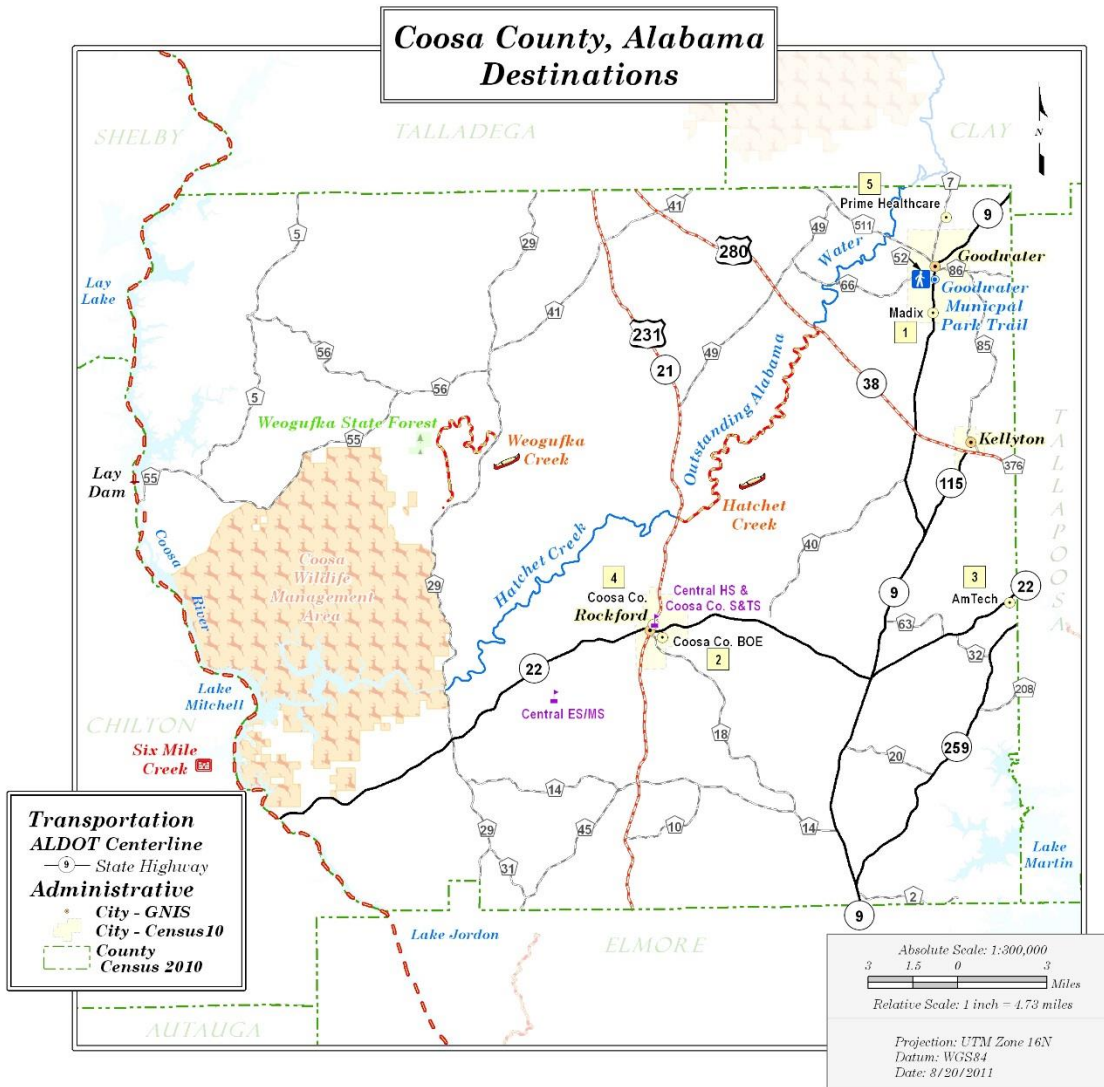 Coosa County, Alabama
Destinations
SHELBY
TALLADEGA
CLAY
N
5
Prime Healthcare
7
9
41
29
49
511
5
280
Water
52
Goodwater
86
Lay
Lake
66
Goodwater
Municpal
Park Trail
41
Madix
1
231
49
85
56
21
Outstanding Alabama
38
5
56
Weogufka State Forest
55
Weogufka
Creek
Kellyton
376
TALLAPOOSA
Lay
Dam
55
115
Hatchet
Creek
Coosa
River
Hatchet Creek
40
Coosa
Wildlife
Management
Area
29
4
Coosa Co.
Rockford
Central HS &
Coosa Co. S&TS
9
3
AmTech
22
63
Coosa Co. BOE
2
32
22
Lake
Mitchell
Central ES/MS
208
CHILTON
18
Six Mile
Creek
20
259
14
29
45
10
14
31
Lake
Martin
2
9
Transportation
ALDOT Centerline
9 State Highway
Administrative
City - GNIS
City - Census10
County
Census 2010
Lake Jordon
ELMORE
AUTAUGA
Absolute Scale: 1:300,000
3 1.5 0 3
Miles
Relative Scale: 1 inch = 4.73 miles
Projection: UTM Zone 16N
Datum: WGS84
Date: 8/20/2011